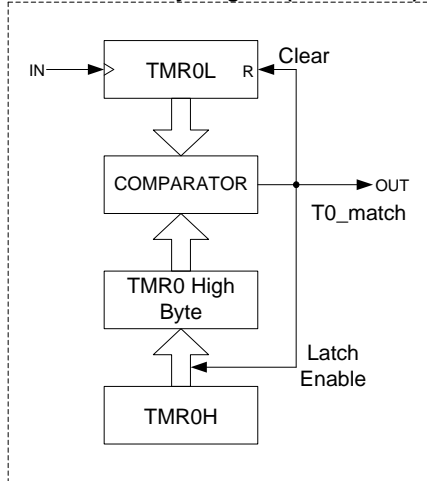 Clear
IN
TMR0L
R
COMPARATOR
OUT
T0_match
TMR0 High
Byte
Latch
Enable
TMR0H